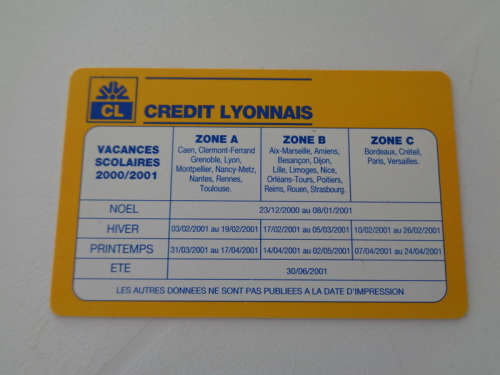 CL
CREDIT LYONNAIS
VACANCES
SCOLAIRES
2000/2001
ZONE A
Caen, Clermont-Ferrand
Grenoble, Lyon,
Montpellier, Nancy-Metz,
Nantes, Rennes,
Toulouse.
ZONE B
Aix-Marseille, Amiens,
Besançon, Dijon,
Lille, Limoges, Nice,
Orléans-Tours, Poitiers,
Reims, Rouen, Strasbourg.
ZONE C
Bordeaux, Créteil,
Paris, Versailles.
NOEL 23/12/2000 au 08/01/2001
HIVER 03/02/2001 au 19/02/2001 17/02/2001 au 05/03/2001 10/02/2001 au 26/02/2001
PRINTEMPS 31/03/2001 au 17/04/2001 14/04/2001 au 02/05/2001 07/04/2001 au 24/04/2001
ETE 30/06/2001
LES AUTRES DONNEES NE SONT PAS PUBLIEES A LA DATE D'IMPRESSION